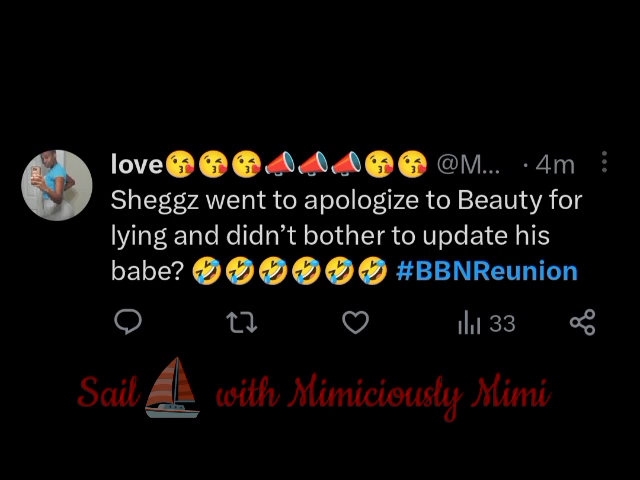 love😘😘😘📣📣📣😘😘 @M... · 4m
Sheggz went to apologize to Beauty for
lying and didn't bother to update his
babe? 🤣🤣🤣🤣🤣🤣 #BBNReunion
33
Sail ⛵ with Mimiciously Mimi